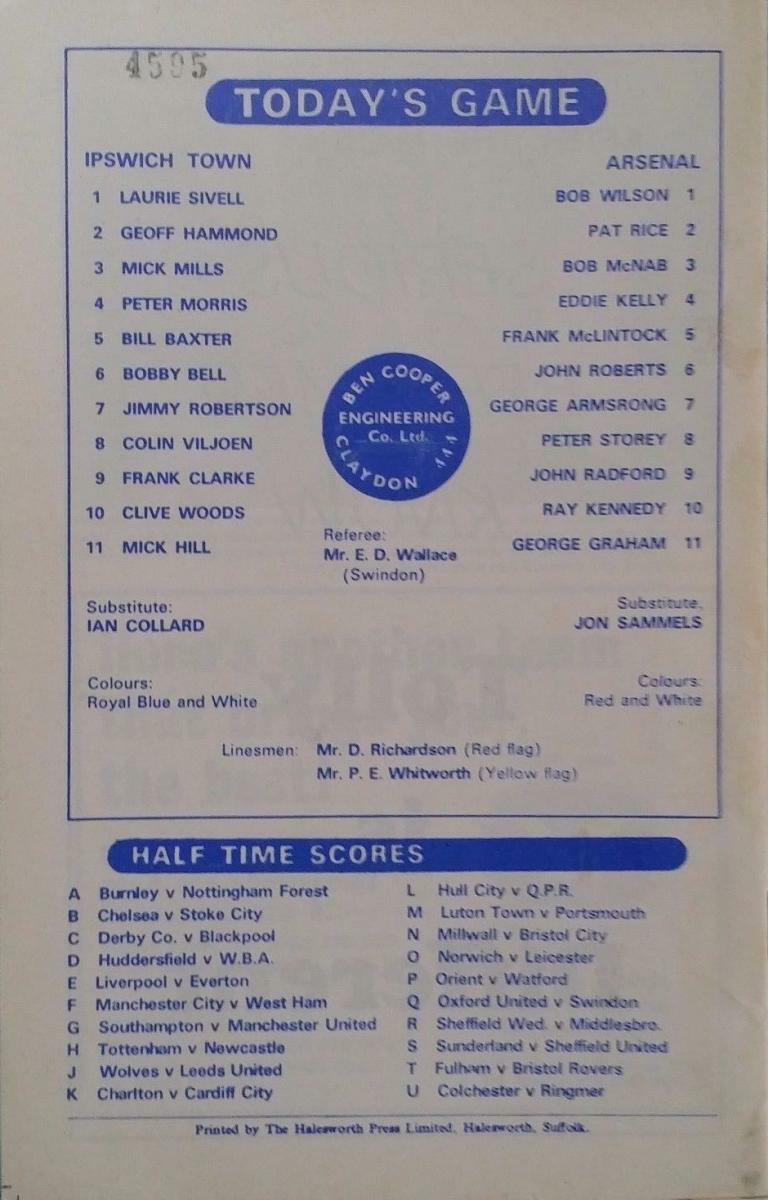 4595
TODAY'S GAME
IPSWICH TOWN
1 LAURIE SIVELL
2 GEOFF HAMMOND
3 MICK MILLS
4 PETER MORRIS
5 BILL BAXTER
6 BOBBY BELL
7 JIMMY ROBERTSON
8 COLIN VILJOEN
9 FRANK CLARKE
10 CLIVE WOODS
11 MICK HILL
Substitute:
IAN COLLARD
Colours:
Royal Blue and White
ARSENAL
BOB WILSON 1
PAT RICE 2
BOB McNAB 3
EDDIE KELLY 4
FRANK McLINTOCK 5
JOHN ROBERTS 6
GEORGE ARMSRONG 7
PETER STOREY 8
JOHN RADFORD 9
RAY KENNEDY 10
GEORGE GRAHAM 11
Substitute.
JON SAMMELS
Colours:
Red and White
BEN COOPER
ENGINEERING
Co. Ltd.
CLAYDON 444
Referee:
Mr. E. D. Wallace
(Swindon)
Linesmen: Mr. D. Richardson (Red flag)
Mr. P. E. Whitworth (Yellow flag)
HALF TIME SCORES
A Burnley v Nottingham Forest
B Chelsea v Stoke City
C Derby Co. v Blackpool
D Huddersfield v W.B.A.
E Liverpool v Everton
F Manchester City v West Ham
G Southampton v Manchester United
H Tottenham v Newcastle
J Wolves v Leeds United
K Charlton v Cardiff City
L Hull City v Q.P.R.
M Luton Town v Portsmouth
N Millwall v Bristol City
O Norwich v Leicester
P Orient v Watford
Q Oxford United v Swindon
R Sheffield Wed. v Middlesbro.
S Sunderland v Sheffield United
T Fulham v Bristol Rovers
U Colchester v Ringmer
Printed by The Halesworth Press Limited, Halesworth, Suffolk.